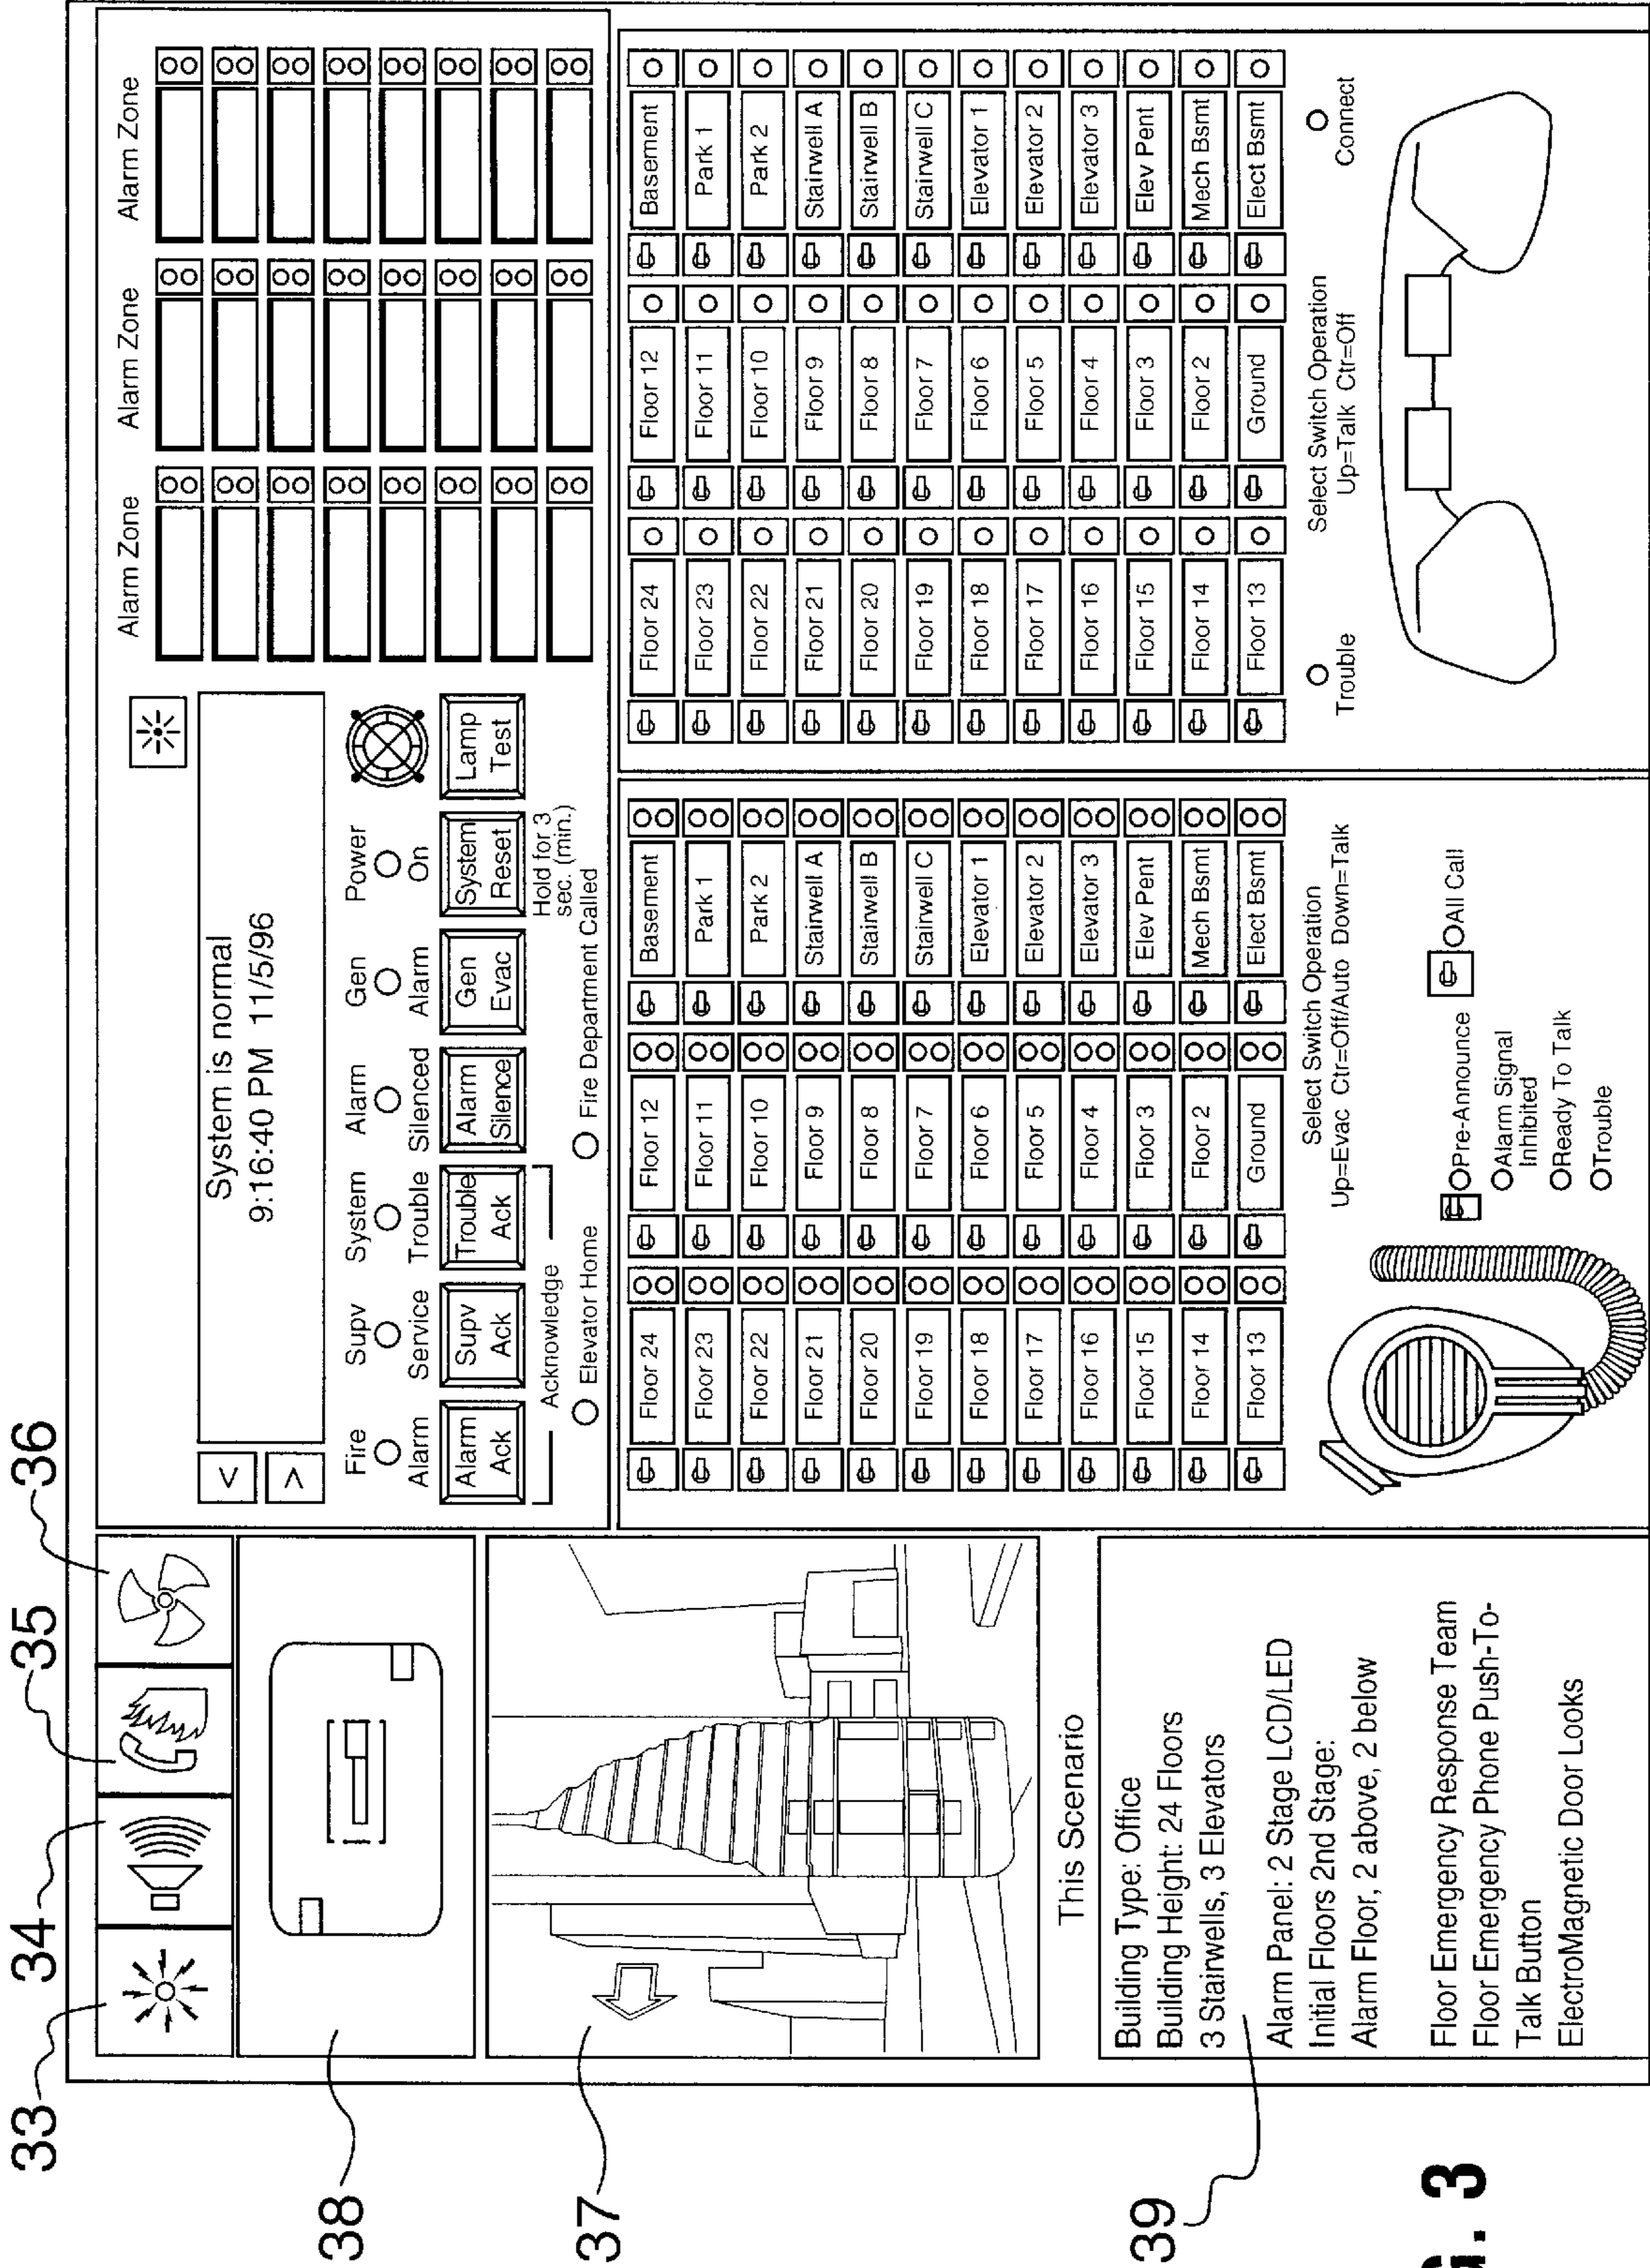 33
34
35
36
38
37
39
System is normal
9:16:40 PM 11/5/96
<
>
Fire
Alarm
Supv
Service
System
Trouble
Alarm
Silenced
Gen
Alarm
Power
On
Alarm
Ack
Supv
Ack
Trouble
Ack
Alarm
Silence
Gen
Evac
System
Reset
Lamp
Test
Acknowledge
Hold for 3
sec. (min.)
Elevator Home
Fire Department Called
Alarm Zone
Alarm Zone
Alarm Zone
This Scenario
Building Type: Office
Building Height: 24 Floors
3 Stairwells, 3 Elevators
Alarm Panel: 2 Stage LCD/LED
Initial Floors 2nd Stage:
Alarm Floor, 2 above, 2 below
Floor Emergency Response Team
Floor Emergency Phone Push-To-
Talk Button
ElectroMagnetic Door Looks
Floor 24 Floor 12 Basement
Floor 23 Floor 11 Park 1
Floor 22 Floor 10 Park 2
Floor 21 Floor 9 Stairwell A
Floor 20 Floor 8 Stairwell B
Floor 19 Floor 7 Stairwell C
Floor 18 Floor 6 Elevator 1
Floor 17 Floor 5 Elevator 2
Floor 16 Floor 4 Elevator 3
Floor 15 Floor 3 Elev Pent
Floor 14 Floor 2 Mech Bsmt
Floor 13 Ground Elect Bsmt
Select Switch Operation
Up=Evac Ctr=Off/Auto Down=Talk
Pre-Announce
All Call
Alarm Signal
Inhibited
Ready To Talk
Trouble
Floor 24 Floor 12 Basement
Floor 23 Floor 11 Park 1
Floor 22 Floor 10 Park 2
Floor 21 Floor 9 Stairwell A
Floor 20 Floor 8 Stairwell B
Floor 19 Floor 7 Stairwell C
Floor 18 Floor 6 Elevator 1
Floor 17 Floor 5 Elevator 2
Floor 16 Floor 4 Elevator 3
Floor 15 Floor 3 Elev Pent
Floor 14 Floor 2 Mech Bsmt
Floor 13 Ground Elect Bsmt
Trouble
Select Switch Operation
Up=Talk Ctr=Off
Connect
3